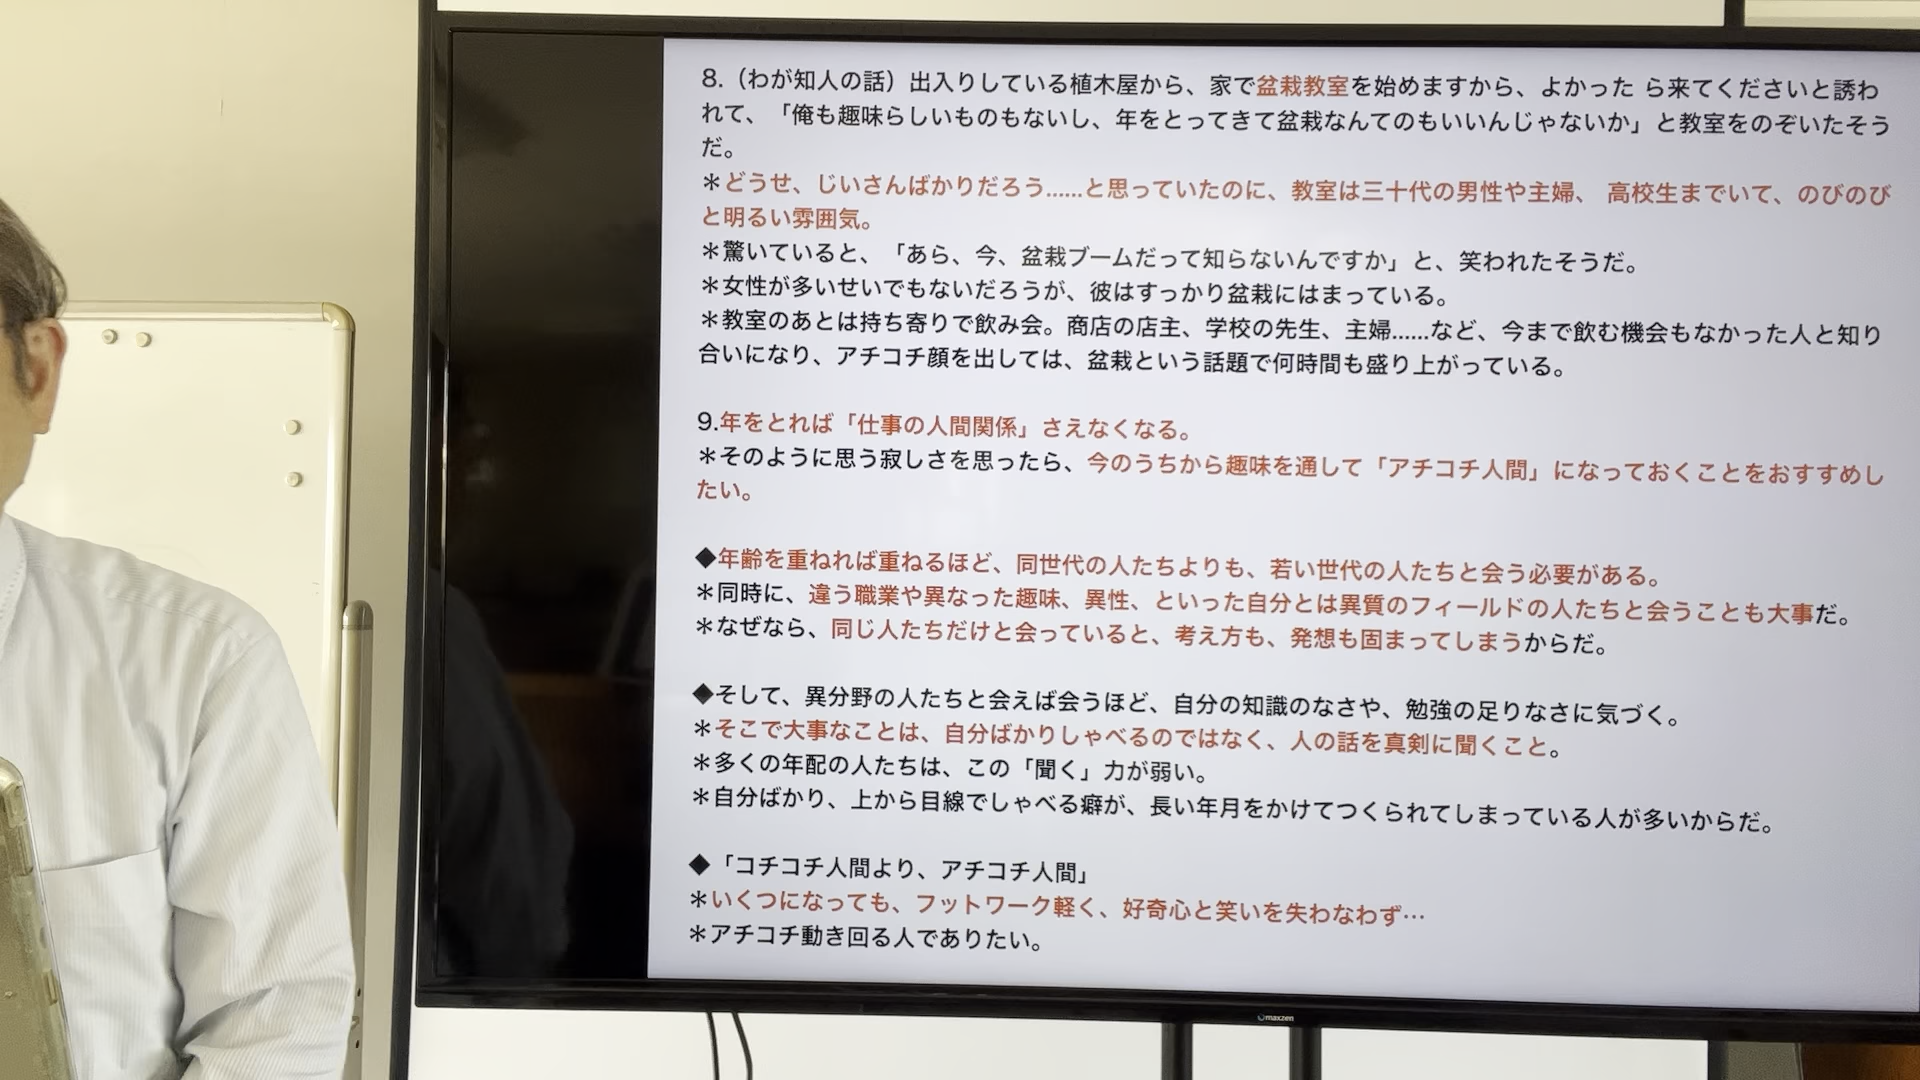 8.（わが知人の話）出入りしている植木屋から、家で盆栽教室を始めますから、よかった ら来てくださいと誘わ
れて、「俺も趣味らしいものもないし、年をとってきて盆栽なんてのもいいんじゃないか」と教室をのぞいたそう
だ。
＊どうせ、じいさんばかりだろう......と思っていたのに、教室は三十代の男性や主婦、 高校生までいて、のびのび
と明るい雰囲気。
＊驚いていると、「あら、今、盆栽ブームだって知らないんですか」と、笑われたそうだ。
＊女性が多いせいでもないだろうが、彼はすっかり盆栽にはまっている。
＊教室のあとは持ち寄りで飲み会。商店の店主、学校の先生、主婦......など、今まで飲む機会もなかった人と知り
合いになり、アチコチ顔を出しては、盆栽という話題で何時間も盛り上がっている。
9.年をとれば「仕事の人間関係」さえなくなる。
＊そのように思う寂しさを思ったら、今のうちから趣味を通して「アチコチ人間」になっておくことをおすすめし
たい。
◆年齢を重ねれば重ねるほど、同世代の人たちよりも、若い世代の人たちと会う必要がある。
＊同時に、違う職業や異なった趣味、異性、といった自分とは異質のフィールドの人たちと会うことも大事だ。
＊なぜなら、同じ人たちだけと会っていると、考え方も、発想も固まってしまうからだ。
◆そして、異分野の人たちと会えば会うほど、自分の知識のなさや、勉強の足りなさに気づく。
＊そこで大事なことは、自分ばかりしゃべるのではなく、人の話を真剣に聞くこと。
＊多くの年配の人たちは、この「聞く」力が弱い。
＊自分ばかり、上から目線でしゃべる癖が、長い年月をかけてつくられてしまっている人が多いからだ。
◆「コチコチ人間より、アチコチ人間」
＊いくつになっても、フットワーク軽く、好奇心と笑いを失わなわず…
＊アチコチ動き回る人でありたい。
maxzen